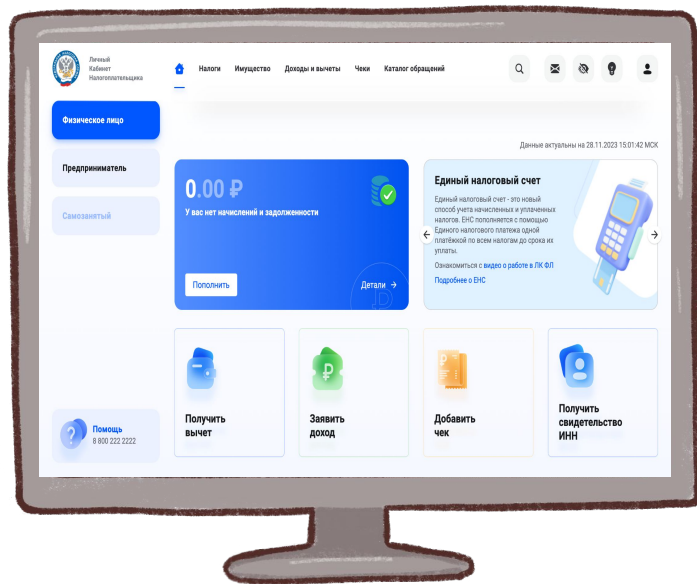 Личный
Кабинет
Налогоплательщика
Налоги Имущество Доходы и вычеты Чеки Каталог обращений
Физическое лицо
Предприниматель
Самозанятый
Данные актуальны на 28.11.2023 15:01:42 МСК
0.00 ₽
У вас нет начислений и задолженности
Пополнить
Детали →
Единый налоговый счет
Единый налоговый счет - это новый
способ учета начисленных и уплаченных
налогов. ЕНС пополняется с помощью
Единого налогового платежа одной
платёжкой по всем налогам до срока их
уплаты.
Ознакомиться с видео о работе в ЛК ФЛ
Подробнее о ЕНС
Получить
вычет
Заявить
доход
Добавить
чек
Получить
свидетельство
ИНН
Помощь
8 800 222 2222